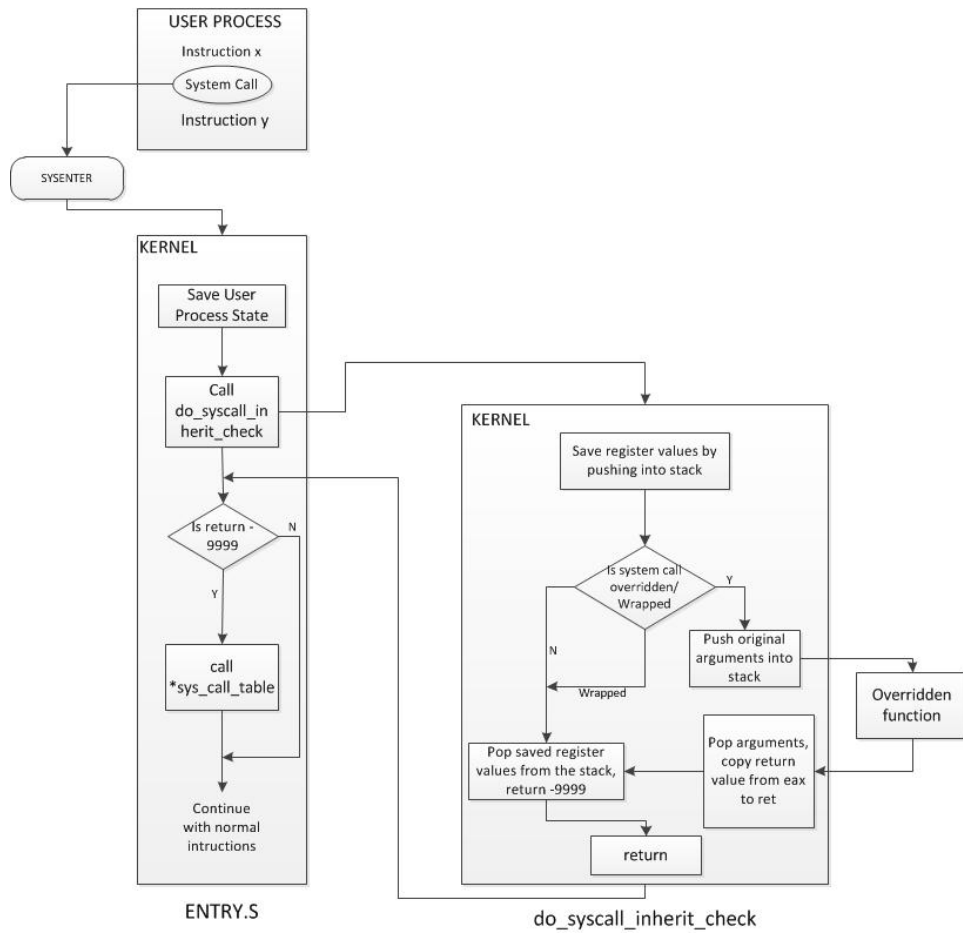 USER PROCESS
Instruction x
System Call
Instruction y
SYSENTER
KERNEL
Save User
Process State
Call
do_syscall_in
herit_check
Is return -
9999
N
Y
call
*sys_call_table
Continue
with normal
intructions
ENTRY.S
KERNEL
Save register values by
pushing into stack
Is system call
overridden/
Wrapped
Y
N
Wrapped
Push original
arguments into
stack
Overridden
function
Pop arguments,
copy return
value from eax
to ret
Pop saved register
values from the stack,
return -9999
return
do_syscall_inherit_check